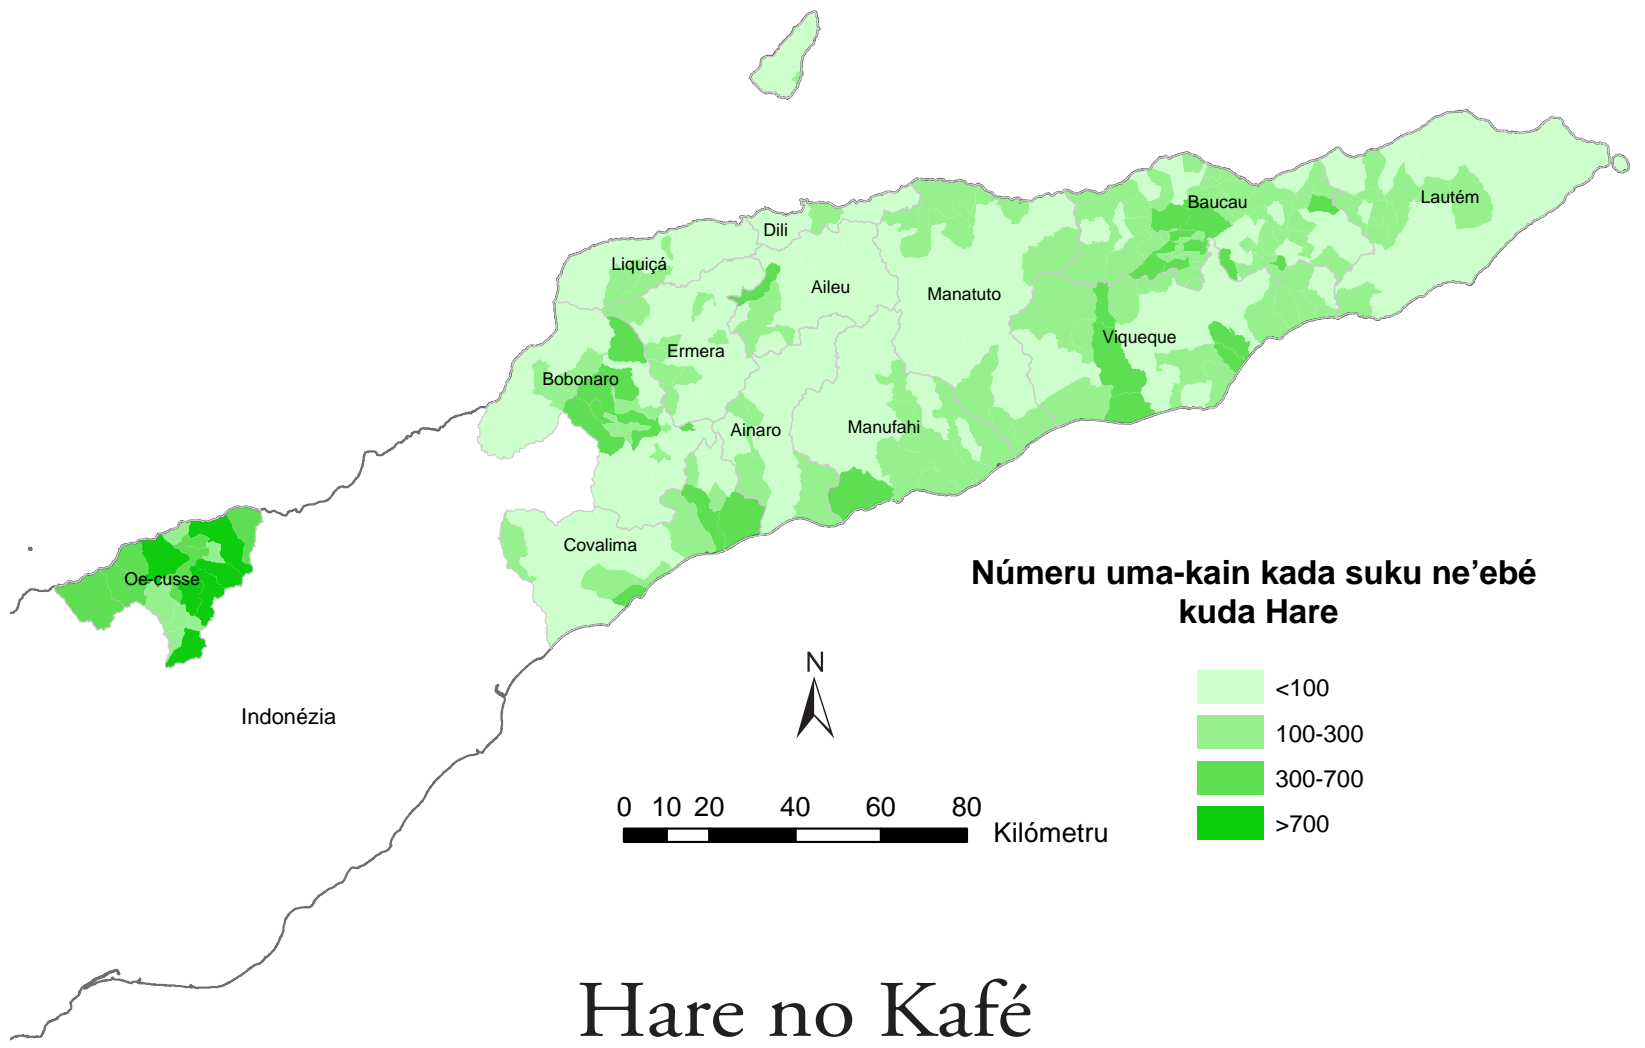 Baucau
Lautém
Dili
Liquiçá
Aileu
Manatuto
Viqueque
Ermera
Bobonaro
Ainaro
Manufahi
Covalima
Oe-cusse
Indonézia
Númeru uma-kain kada suku ne’ebé
kuda Hare
<100
100-300
300-700
>700
N
0 10 20 40 60 80
Kilómetru
Hare no Kafé